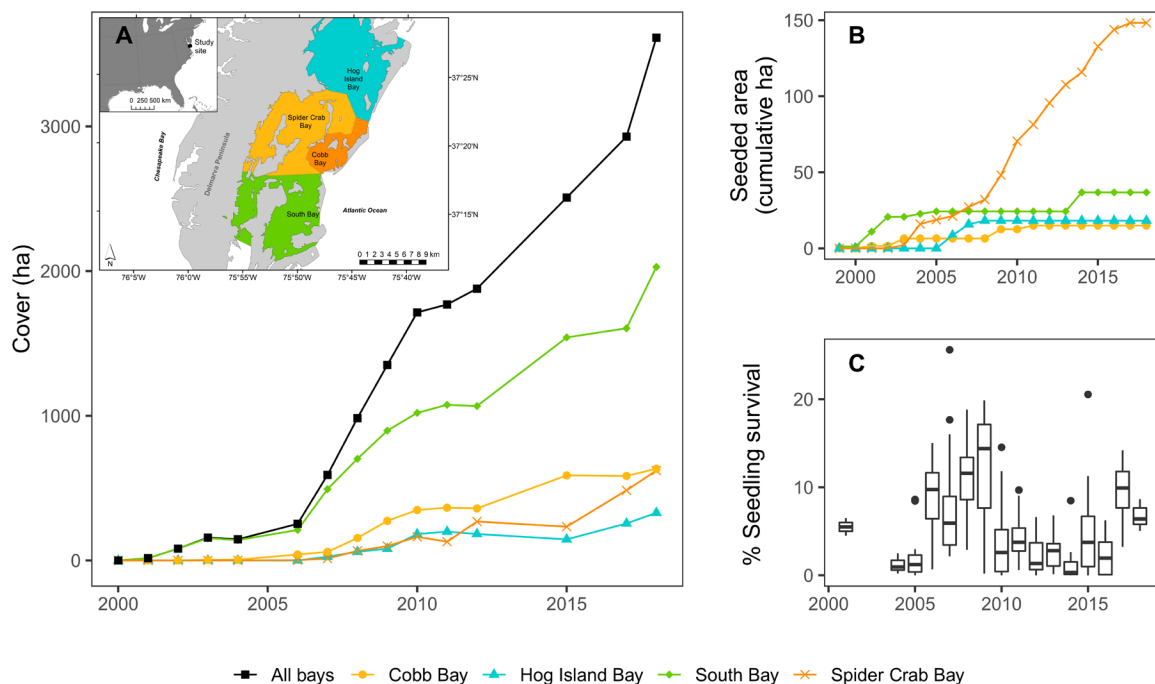 A
Study
site
0 250 500 km
Hog
Island
Bay
Spider Crab
Bay
Cobb
Bay
South Bay
Chesapeake Bay
Delmarva Peninsula
Atlantic Ocean
37°25'N
37°20'N
37°15'N
0 1 2 3 4 5 6 7 8 9 km
76°5'W 76°0'W 75°55'W 75°50'W 75°45'W 75°40'W
Cover (ha)
3000
2000
1000
0
2000 2005 2010 2015
B
Seeded area
(cumulative ha)
150
100
50
0
2000 2005 2010 2015
C
% Seedling survival
20
10
0
2000 2005 2010 2015
All bays Cobb Bay Hog Island Bay South Bay Spider Crab Bay